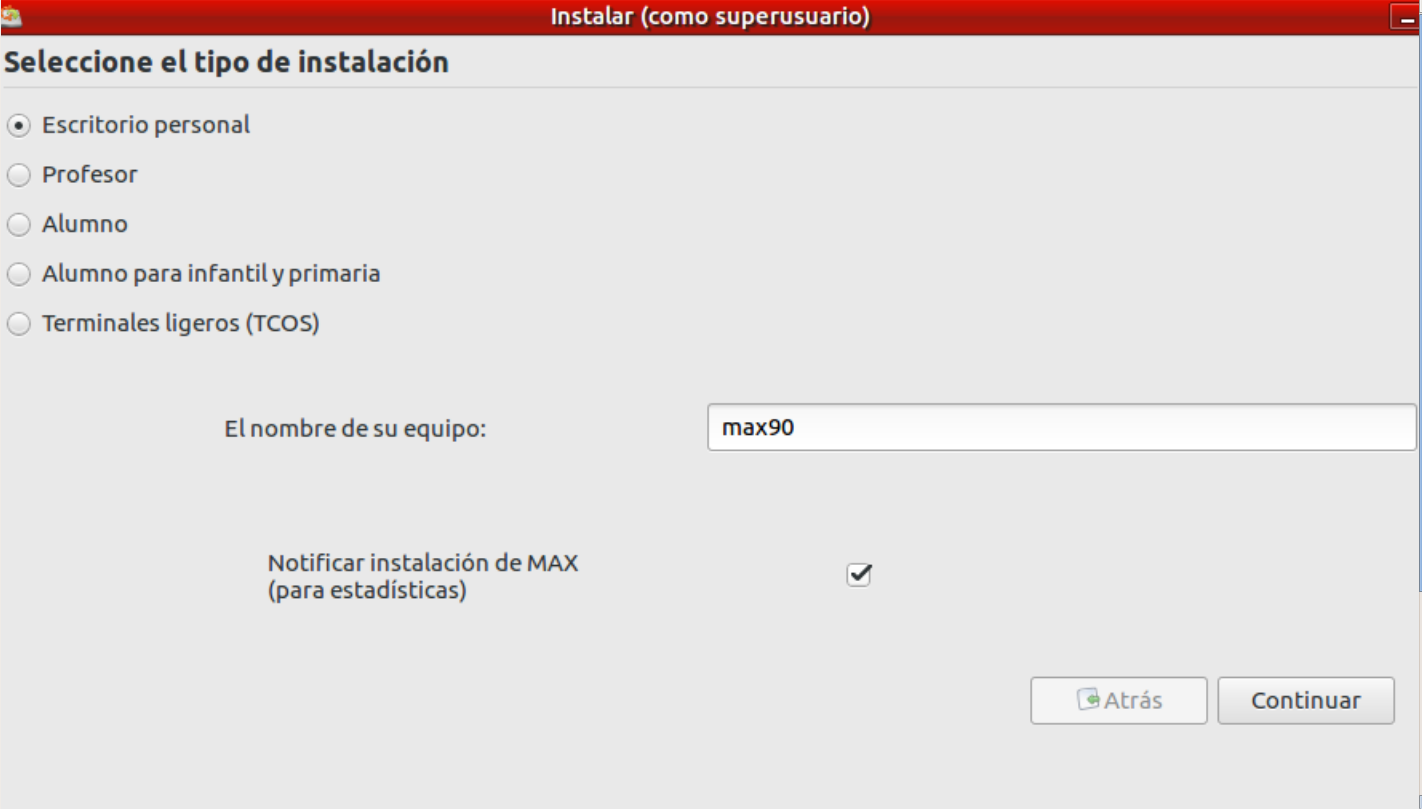 Instalar (como superusuario)
Seleccione el tipo de instalación
Escritorio personal
Profesor
Alumno
Alumno para infantil y primaria
Terminales ligeros (TCOS)
El nombre de su equipo: max90
Notificar instalación de MAX
(para estadísticas)
Atrás Continuar